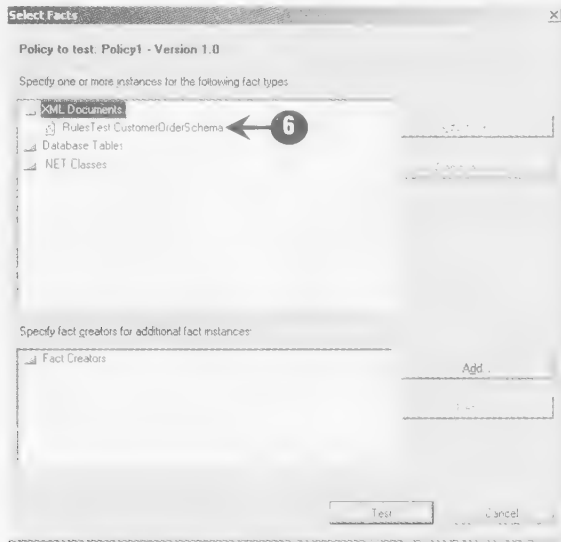 Select Facts
Policy to test: Policy1 - Version 1.0
Specify one or more instances for the following fact types
XML Documents
RulesTest.CustomerOrderSchema
6
Database Tables
.NET Classes
Specify fact creators for additional fact instances:
Fact Creators
Add...
Test
Cancel